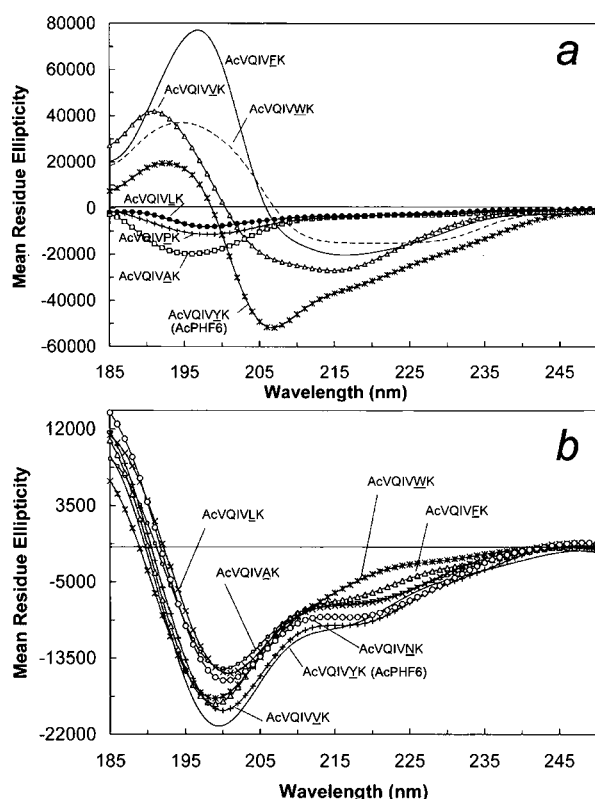 a
80000
60000
40000
20000
0
-20000
-40000
-60000
Mean Residue Ellipticity
AcVQIVFK
AcVQIVVK
AcVQIVWK
AcVQIVLK
AcVQIVPK
AcVQIVAK
AcVQIVYK
(AcPHF6)
185 195 205 215 225 235 245
Wavelength (nm)
b
12000
3500
-5000
-13500
-22000
Mean Residue Ellipticity
AcVQIVWK
AcVQIVFK
AcVQIVLK
AcVQIVAK
AcVQIVNK
AcVQIVYK (AcPHF6)
AcVQIVVK
185 195 205 215 225 235 245
Wavelength (nm)